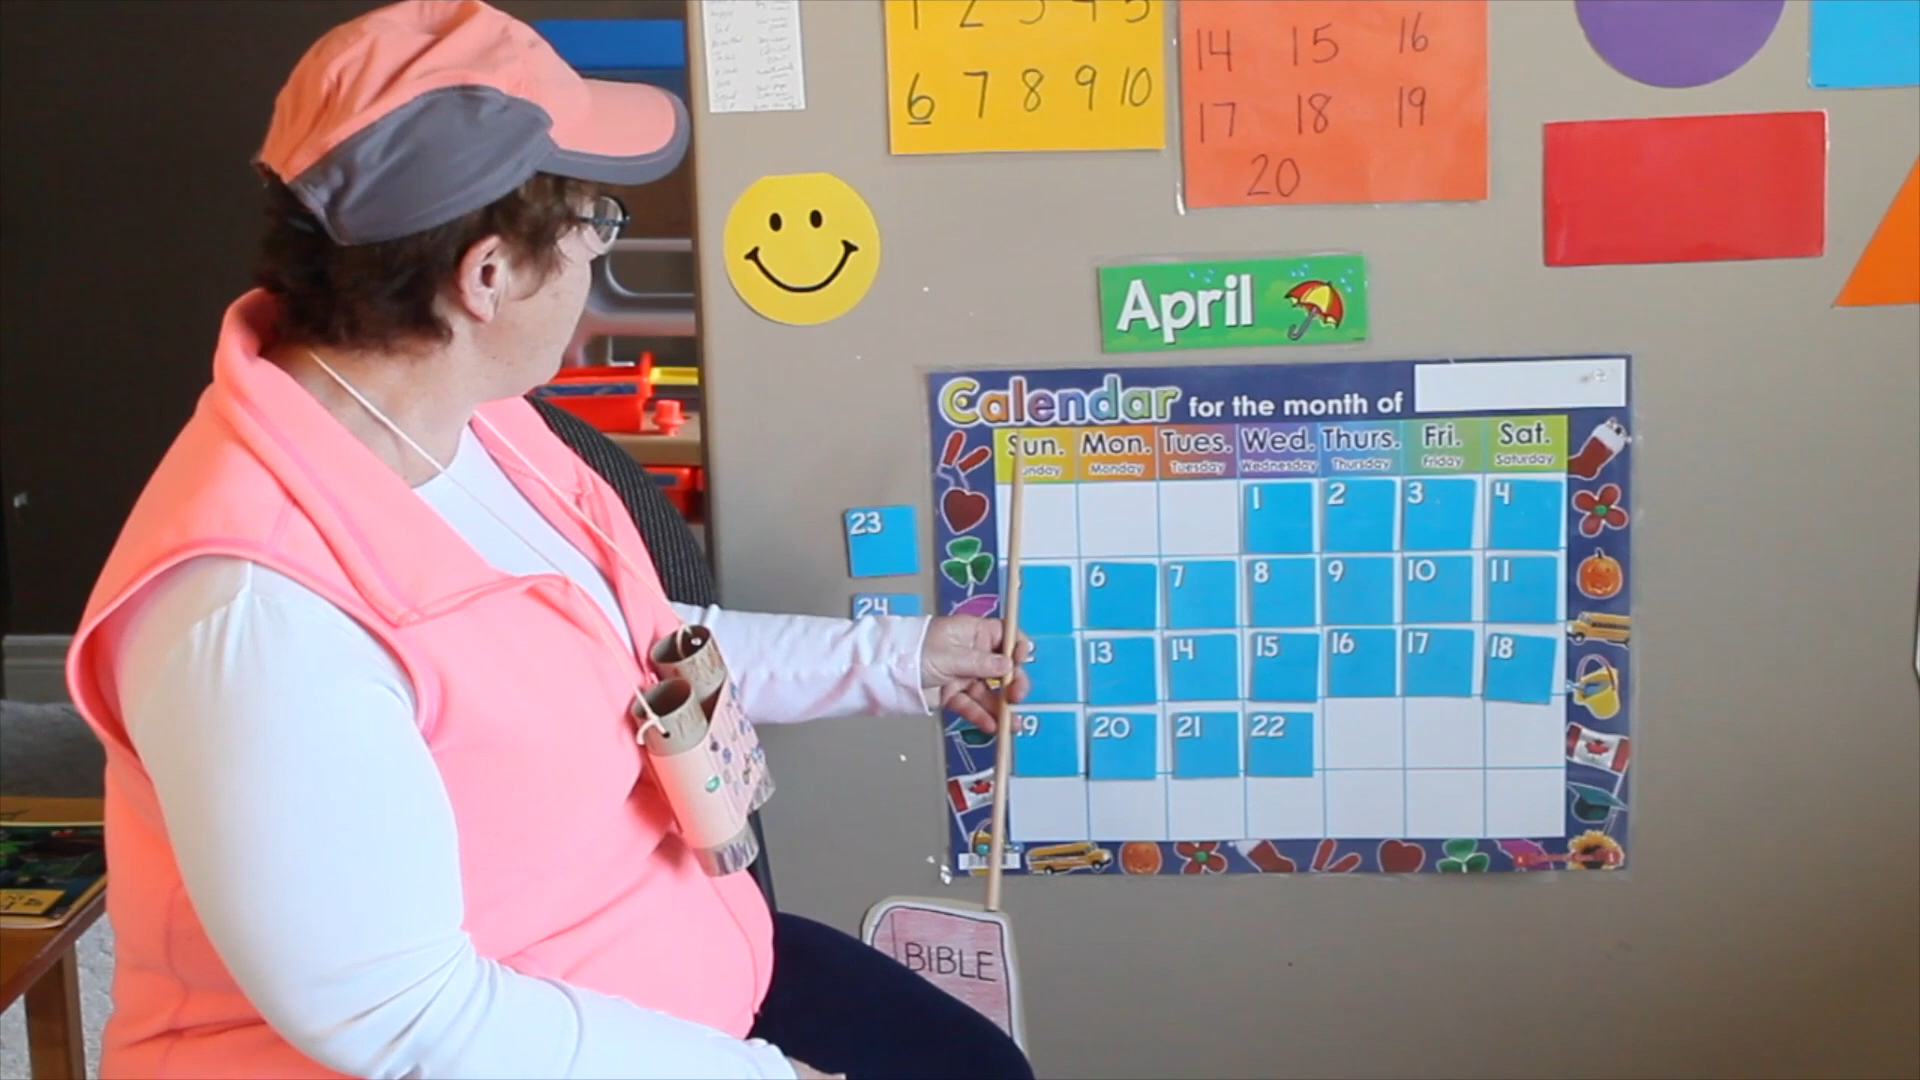 1 2 3 4 5
6 7 8 9 10
14 15 16
17 18 19
20
April
Calendar for the month of
Sun. Mon. Tues. Wed. Thurs. Fri. Sat.
Monday Tuesday Wednesday Thursday Friday Saturday
1 2 3 4
23
6 7 8 9 10 11
24
13 14 15 16 17 18
19 20 21 22
BIBLE